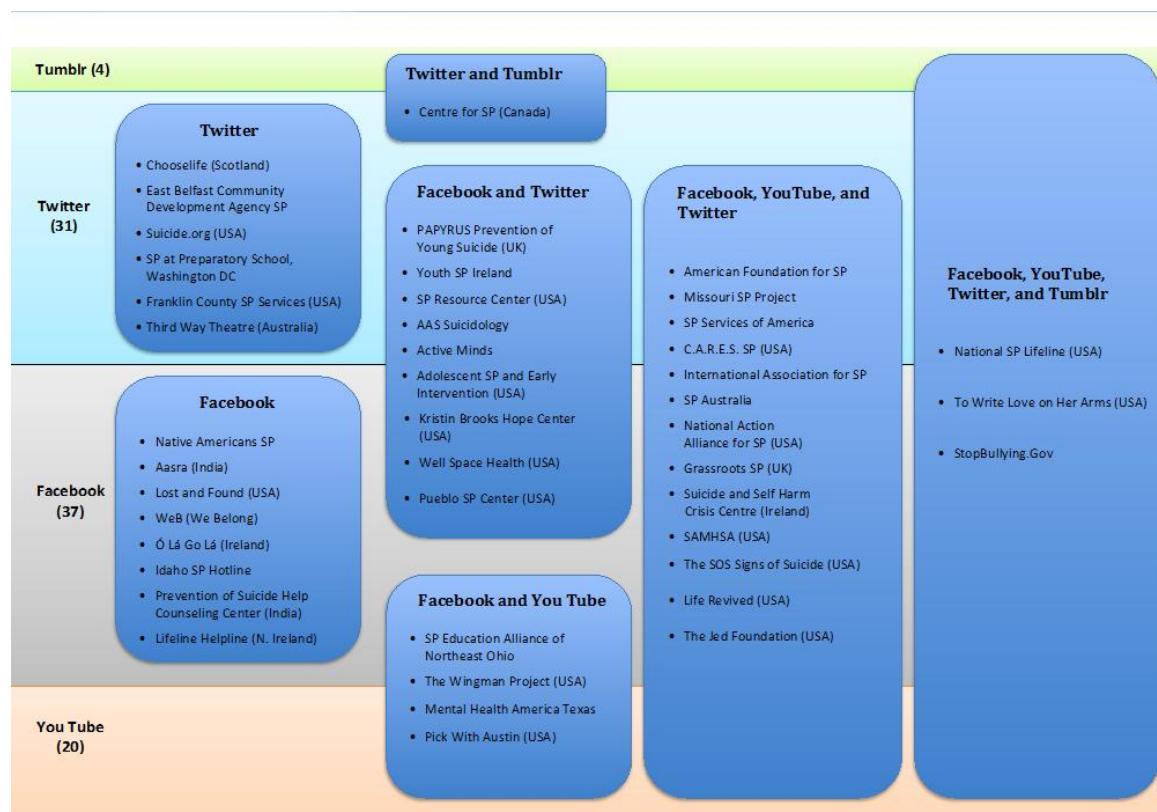 Tumblr (4)
Twitter
(31)
Facebook
(37)
You Tube
(20)
Twitter
• Chooselife (Scotland)
• East Belfast Community
Development Agency SP
• Suicide.org (USA)
• SP at Preparatory School,
Washington DC
• Franklin County SP Services (USA)
• Third Way Theatre (Australia)
Facebook
• Native Americans SP
• Aasra (India)
• Lost and Found (USA)
• WeB (We Belong)
• Ó Lá Go Lá (Ireland)
• Idaho SP Hotline
• Prevention of Suicide Help
Counseling Center (India)
• Lifeline Helpline (N. Ireland)
Twitter and Tumblr
• Centre for SP (Canada)
Facebook and Twitter
• PAPYRUS Prevention of
Young Suicide (UK)
• Youth SP Ireland
• SP Resource Center (USA)
• AAS Suicidology
• Active Minds
• Adolescent SP and Early
Intervention (USA)
• Kristin Brooks Hope Center
(USA)
• Well Space Health (USA)
• Pueblo SP Center (USA)
Facebook and You Tube
• SP Education Alliance of
Northeast Ohio
• The Wingman Project (USA)
• Mental Health America Texas
• Pick With Austin (USA)
Facebook, YouTube, and
Twitter
• American Foundation for SP
• Missouri SP Project
• SP Services of America
• C.A.R.E.S. SP (USA)
• International Association for SP
• SP Australia
• National Action
Alliance for SP (USA)
• Grassroots SP (UK)
• Suicide and Self Harm
Crisis Centre (Ireland)
• SAMHSA (USA)
• The SOS Signs of Suicide (USA)
• Life Revived (USA)
• The Jed Foundation (USA)
Facebook, YouTube,
Twitter, and Tumblr
• National SP Lifeline (USA)
• To Write Love on Her Arms (USA)
• StopBullying.Gov